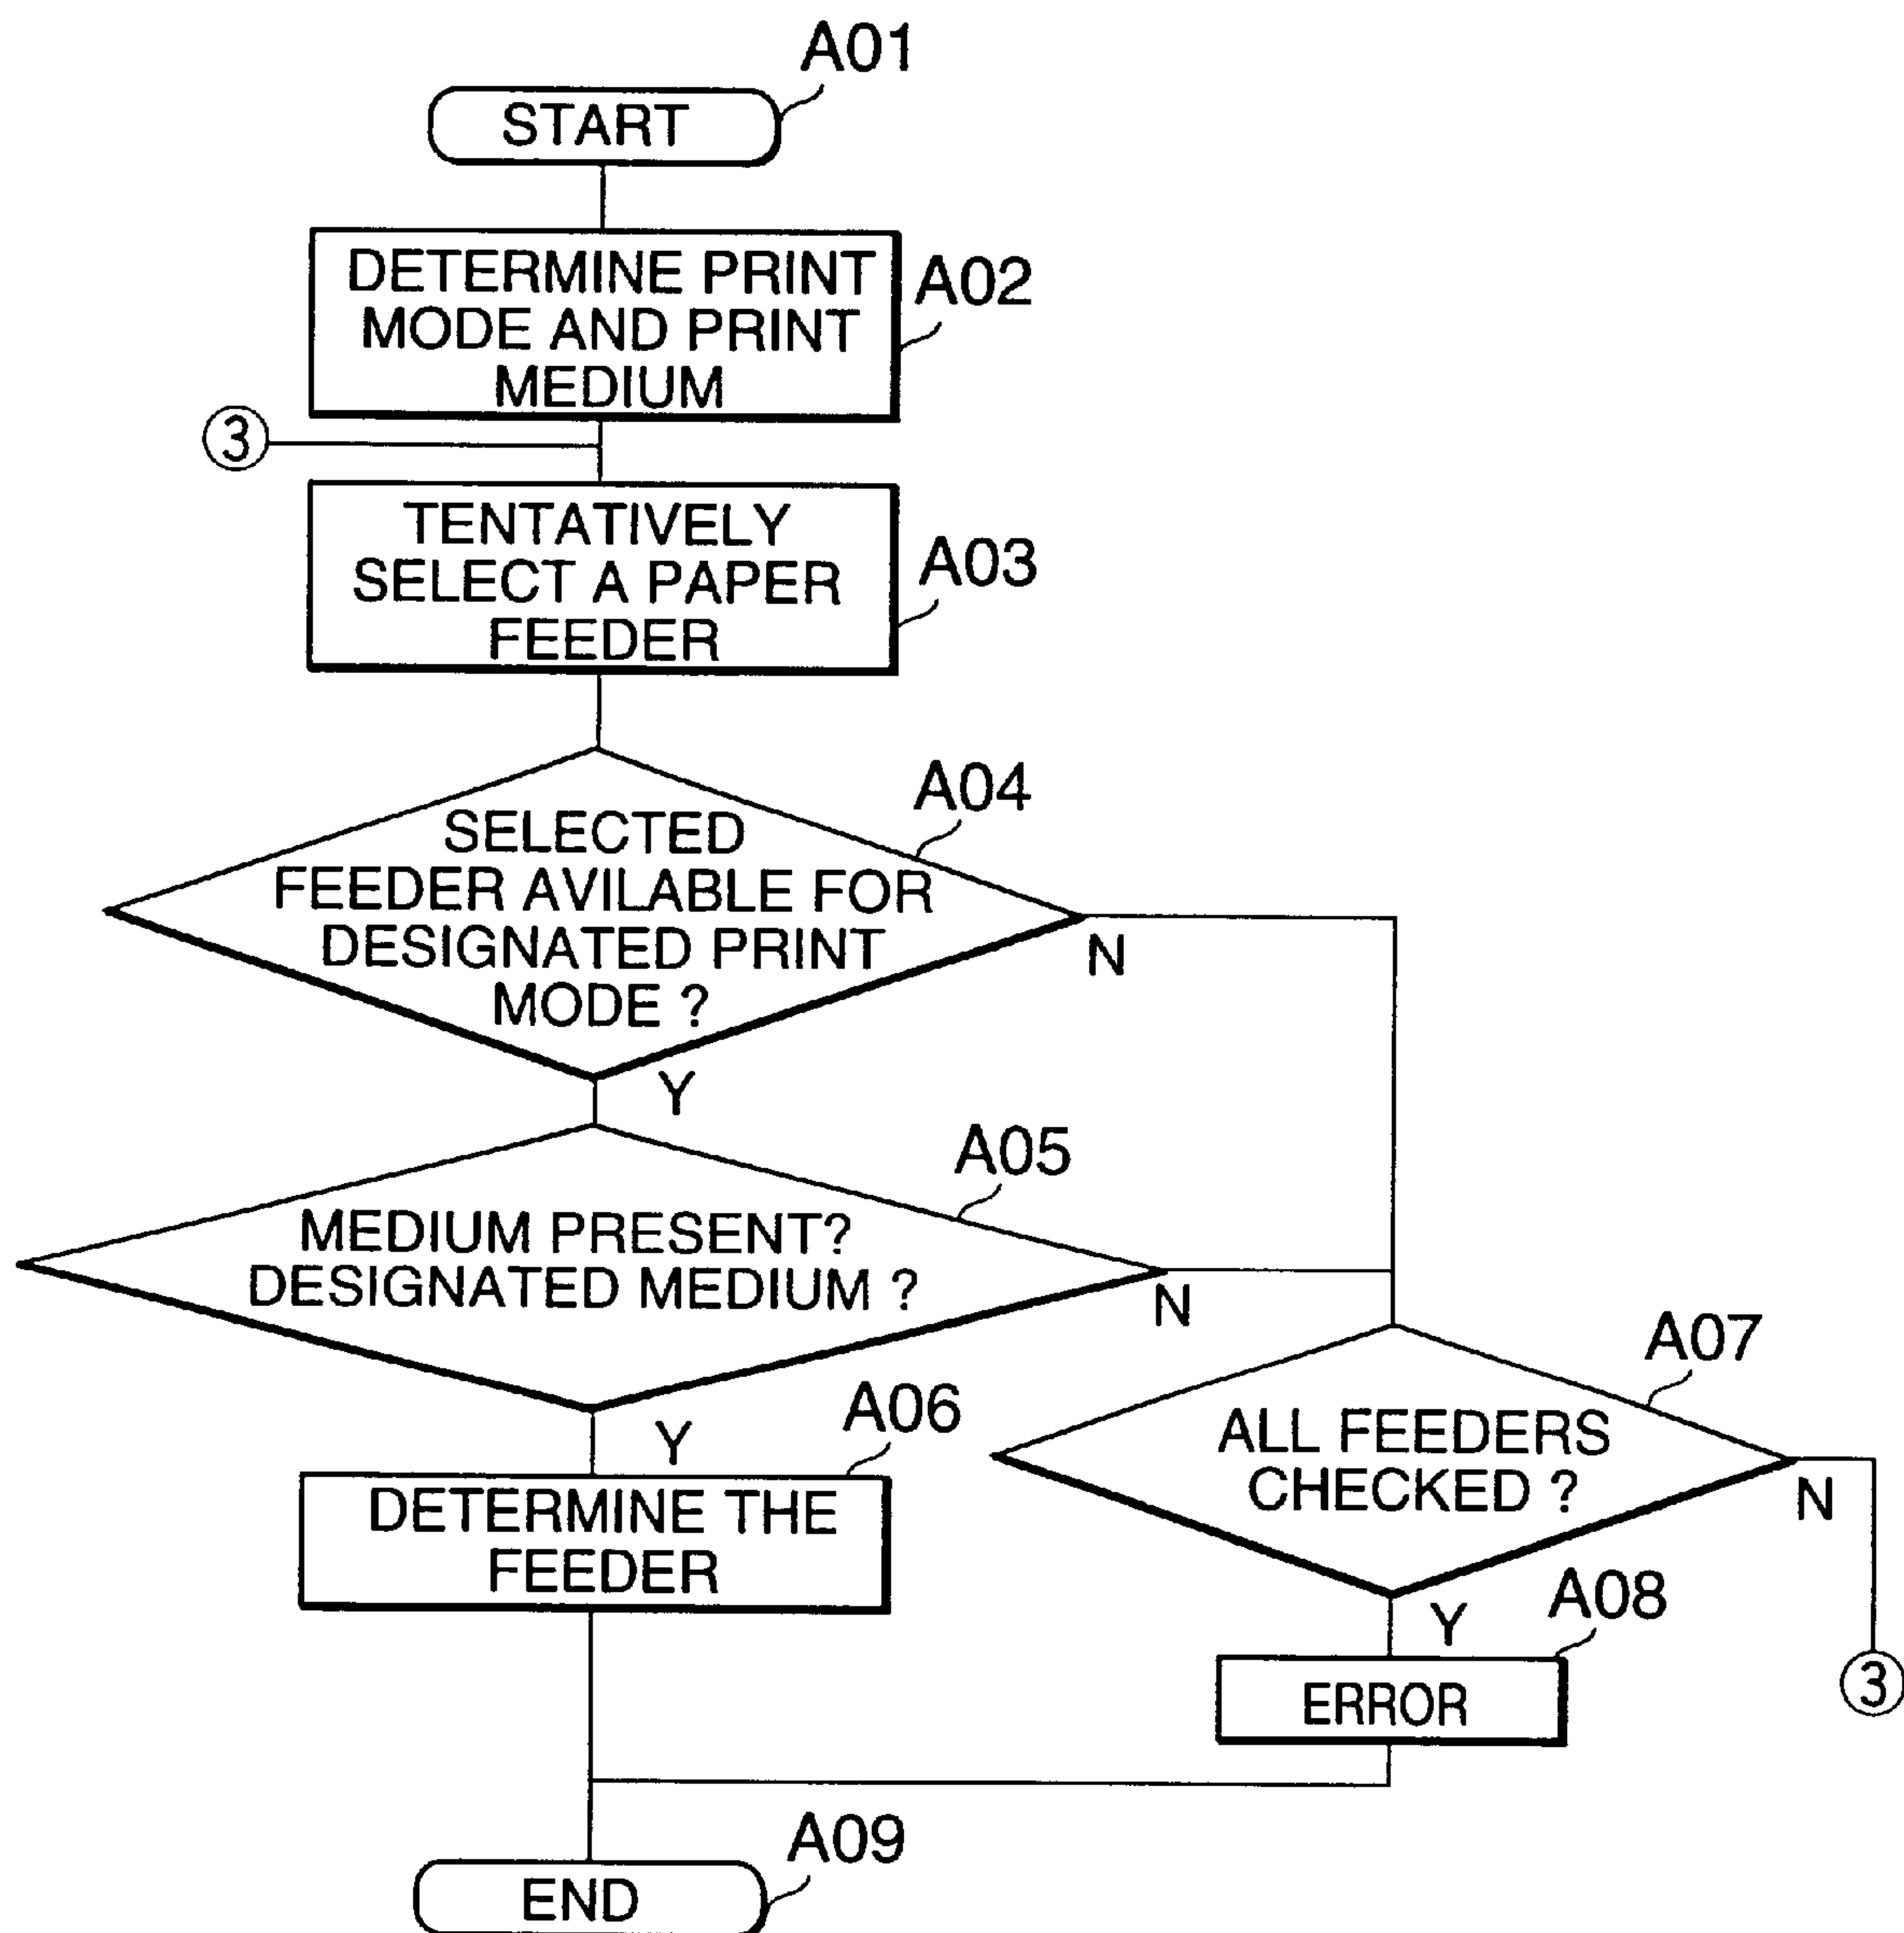 A01
START
DETERMINE PRINT
MODE AND PRINT
MEDIUM
A02
3
TENTATIVELY
SELECT A PAPER
FEEDER
A03
A04
SELECTED
FEEDER AVILABLE FOR
DESIGNATED PRINT
MODE ?
N
Y
A05
MEDIUM PRESENT?
DESIGNATED MEDIUM ?
N
Y
A06
DETERMINE THE
FEEDER
A07
ALL FEEDERS
CHECKED ?
N
Y
A08
ERROR
3
A09
END